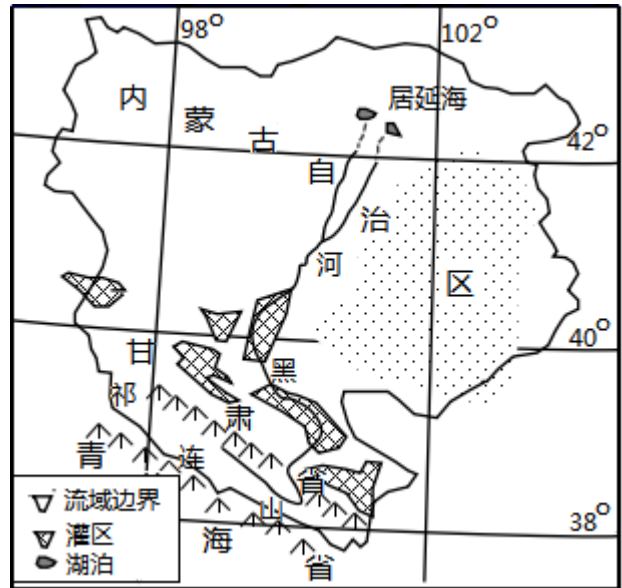 98°
102°
居延海
内蒙古自治区
42°
河
40°
甘
黑
祁
肃
青
连
省
山
38°
海
省
流域边界
灌区
湖泊